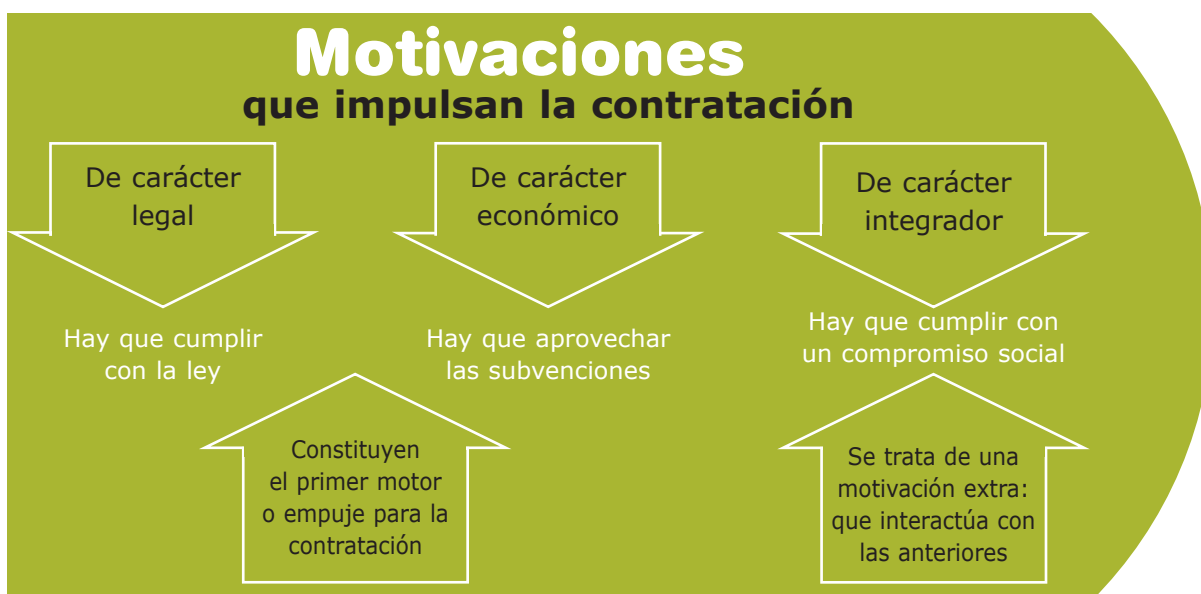 Motivaciones
que impulsan la contratación
De carácter
legal
De carácter
económico
De carácter
integrador
Hay que cumplir
con la ley
Hay que aprovechar
las subvenciones
Hay que cumplir con
un compromiso social
Constituyen
el primer motor
o empuje para la
contratación
Se trata de una
motivación extra:
que interactúa con
las anteriores